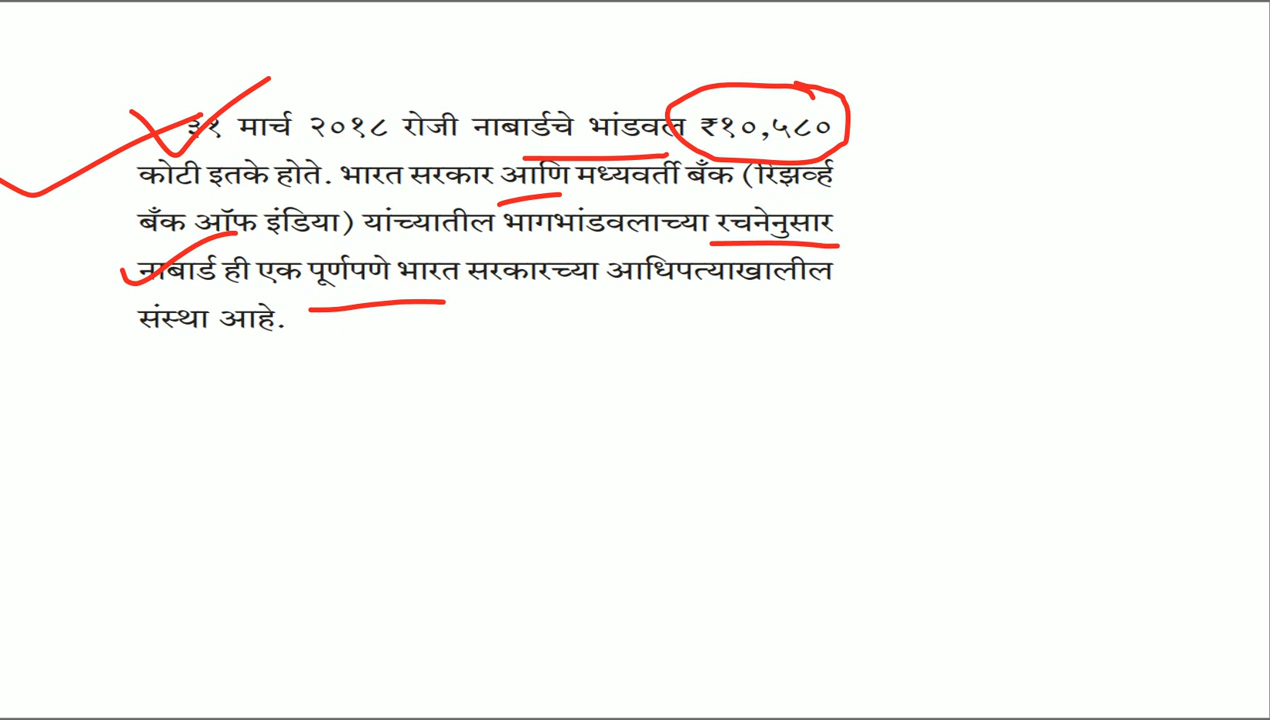 ३१ मार्च २०१८ रोजी नाबार्डचे भांडवल ₹१०,५८०
कोटी इतके होते. भारत सरकार आणि मध्यवर्ती बँक (रिझर्व्ह
बँक ऑफ इंडिया) यांच्यातील भागभांडवलाच्या रचनेनुसार
नाबार्ड ही एक पूर्णपणे भारत सरकारच्या आधिपत्याखालील
संस्था आहे.